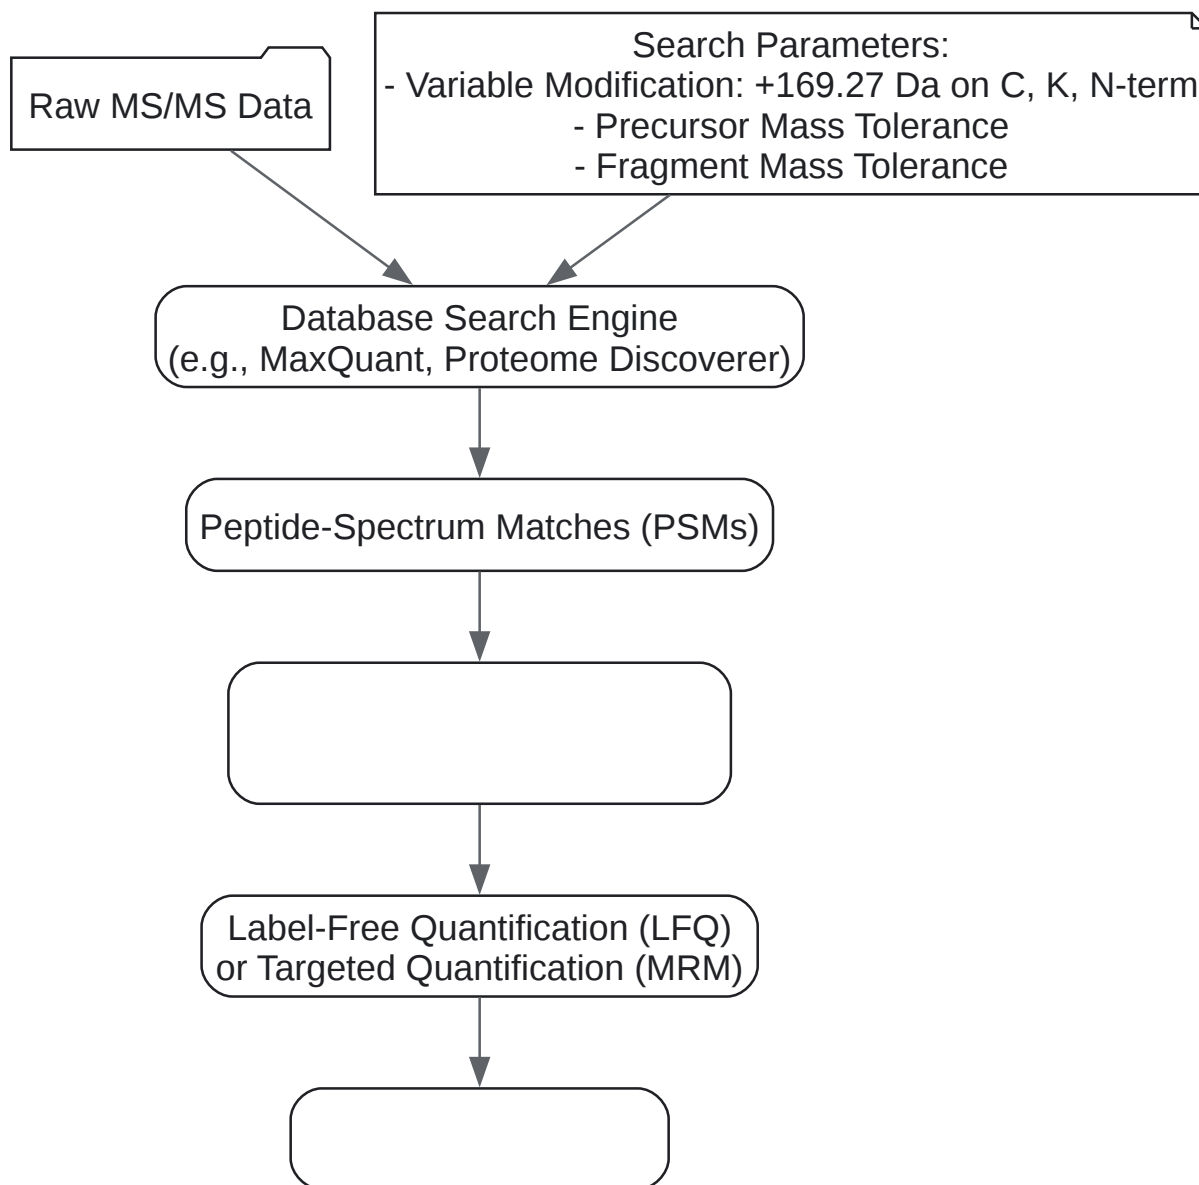 Raw MS/MS Data
Search Parameters:
- Variable Modification: +169.27 Da on C, K, N-term
- Precursor Mass Tolerance
- Fragment Mass Tolerance
Database Search Engine
(e.g., MaxQuant, Proteome Discoverer)
Peptide-Spectrum Matches (PSMs)
Label-Free Quantification (LFQ)
or Targeted Quantification (MRM)